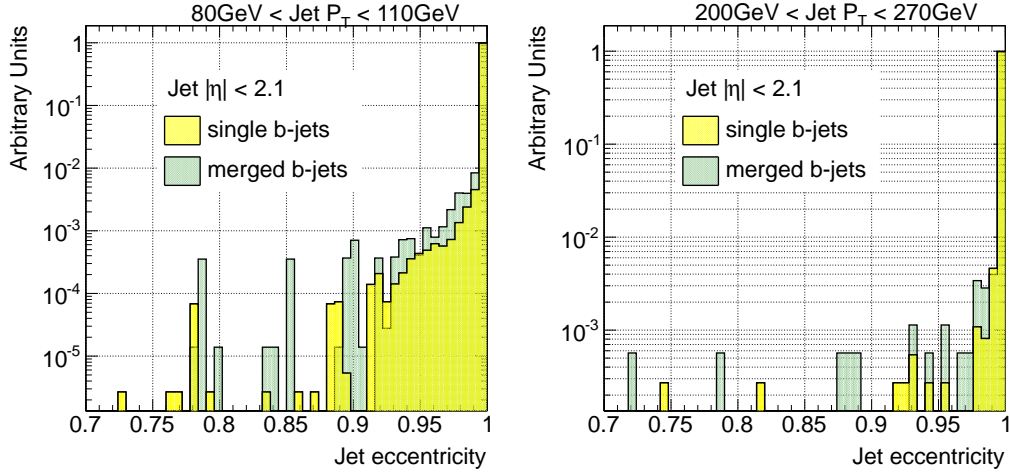 80GeV < Jet P_T < 110GeV
Arbitrary Units
1
10^-1
10^-2
10^-3
10^-4
10^-5
Jet |η| < 2.1
single b-jets
merged b-jets
0.7 0.75 0.8 0.85 0.9 0.95 1
Jet eccentricity
200GeV < Jet P_T < 270GeV
Arbitrary Units
1
10^-1
10^-2
10^-3
Jet |η| < 2.1
single b-jets
merged b-jets
0.7 0.75 0.8 0.85 0.9 0.95 1
Jet eccentricity